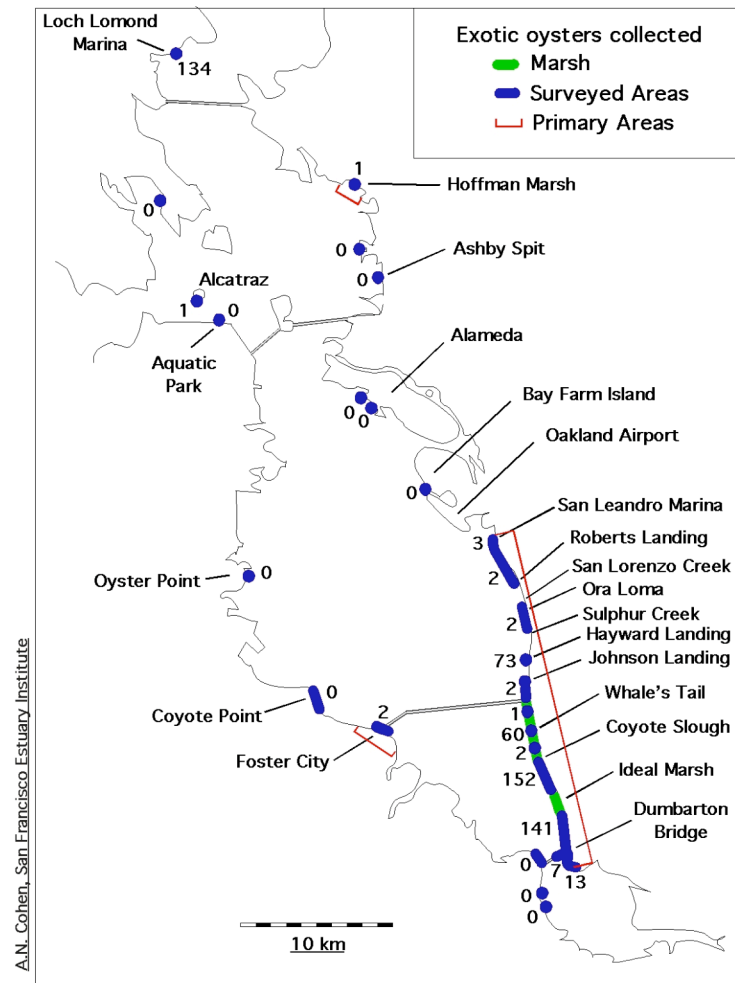 Loch Lomond
Marina
134
Exotic oysters collected
Marsh
Surveyed Areas
Primary Areas
1
Hoffman Marsh
0
0
Ashby Spit
0
Alcatraz
1
0
Aquatic
Park
Alameda
0
0
Bay Farm Island
Oakland Airport
0
San Leandro Marina
3
Roberts Landing
2
San Lorenzo Creek
Ora Loma
Sulphur Creek
2
Hayward Landing
73
Johnson Landing
2
Whale's Tail
1
60
Coyote Slough
2
152
Ideal Marsh
141
Dumbarton
Bridge
Oyster Point
0
Coyote Point
0
2
Foster City
0
7
13
0
0
10 km
A.N. Cohen, San Francisco Estuary Institute